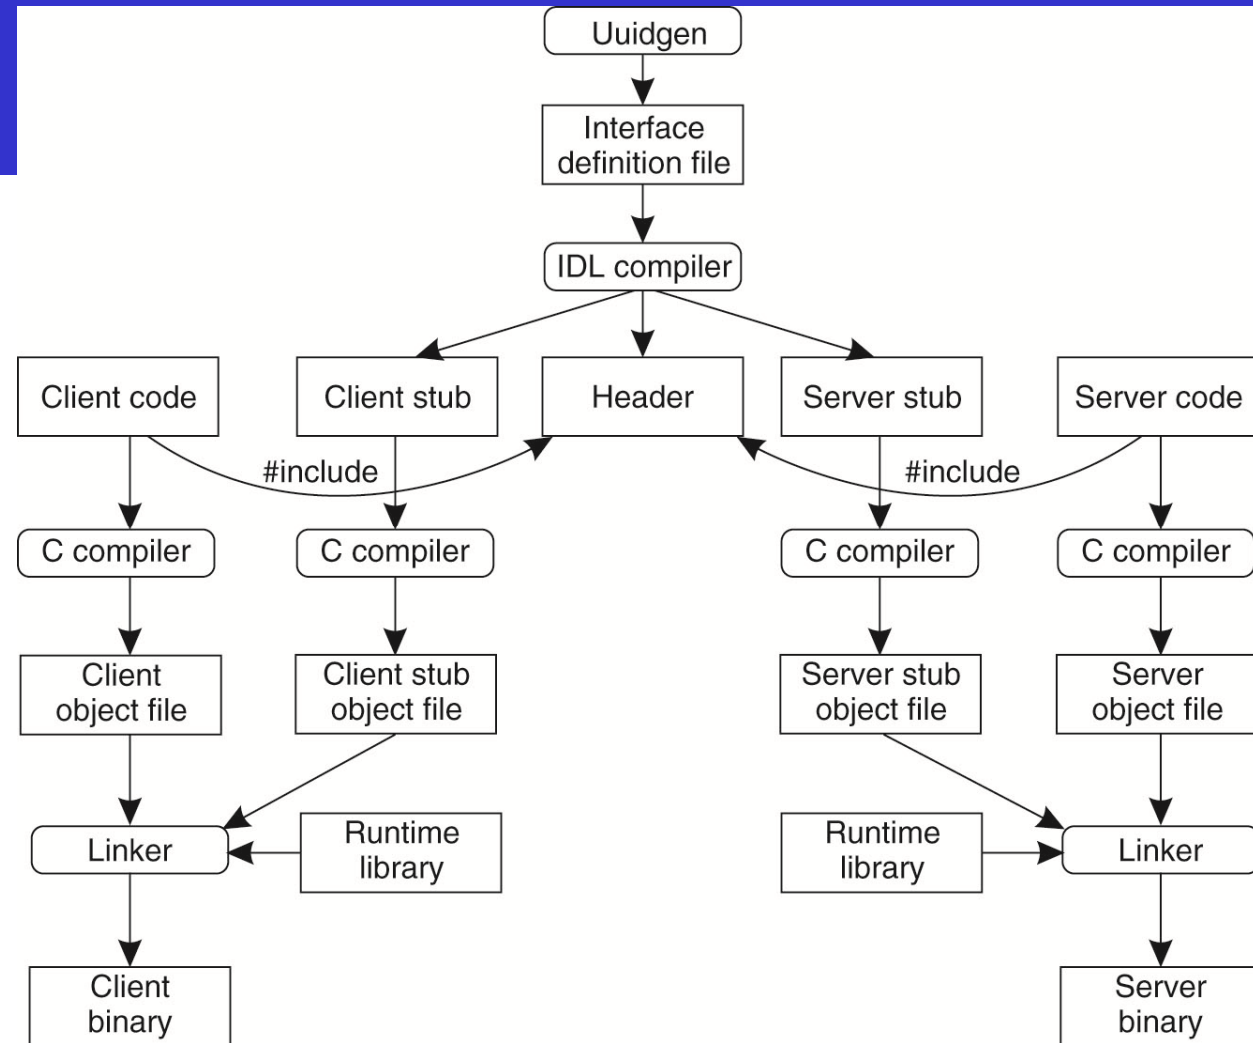 Uuidgen
Interface
definition file
IDL compiler
Client code
Client stub
Header
Server stub
Server code
#include
#include
C compiler
C compiler
C compiler
C compiler
Client
object file
Client stub
object file
Server stub
object file
Server
object file
Linker
Runtime
library
Runtime
library
Linker
Client
binary
Server
binary